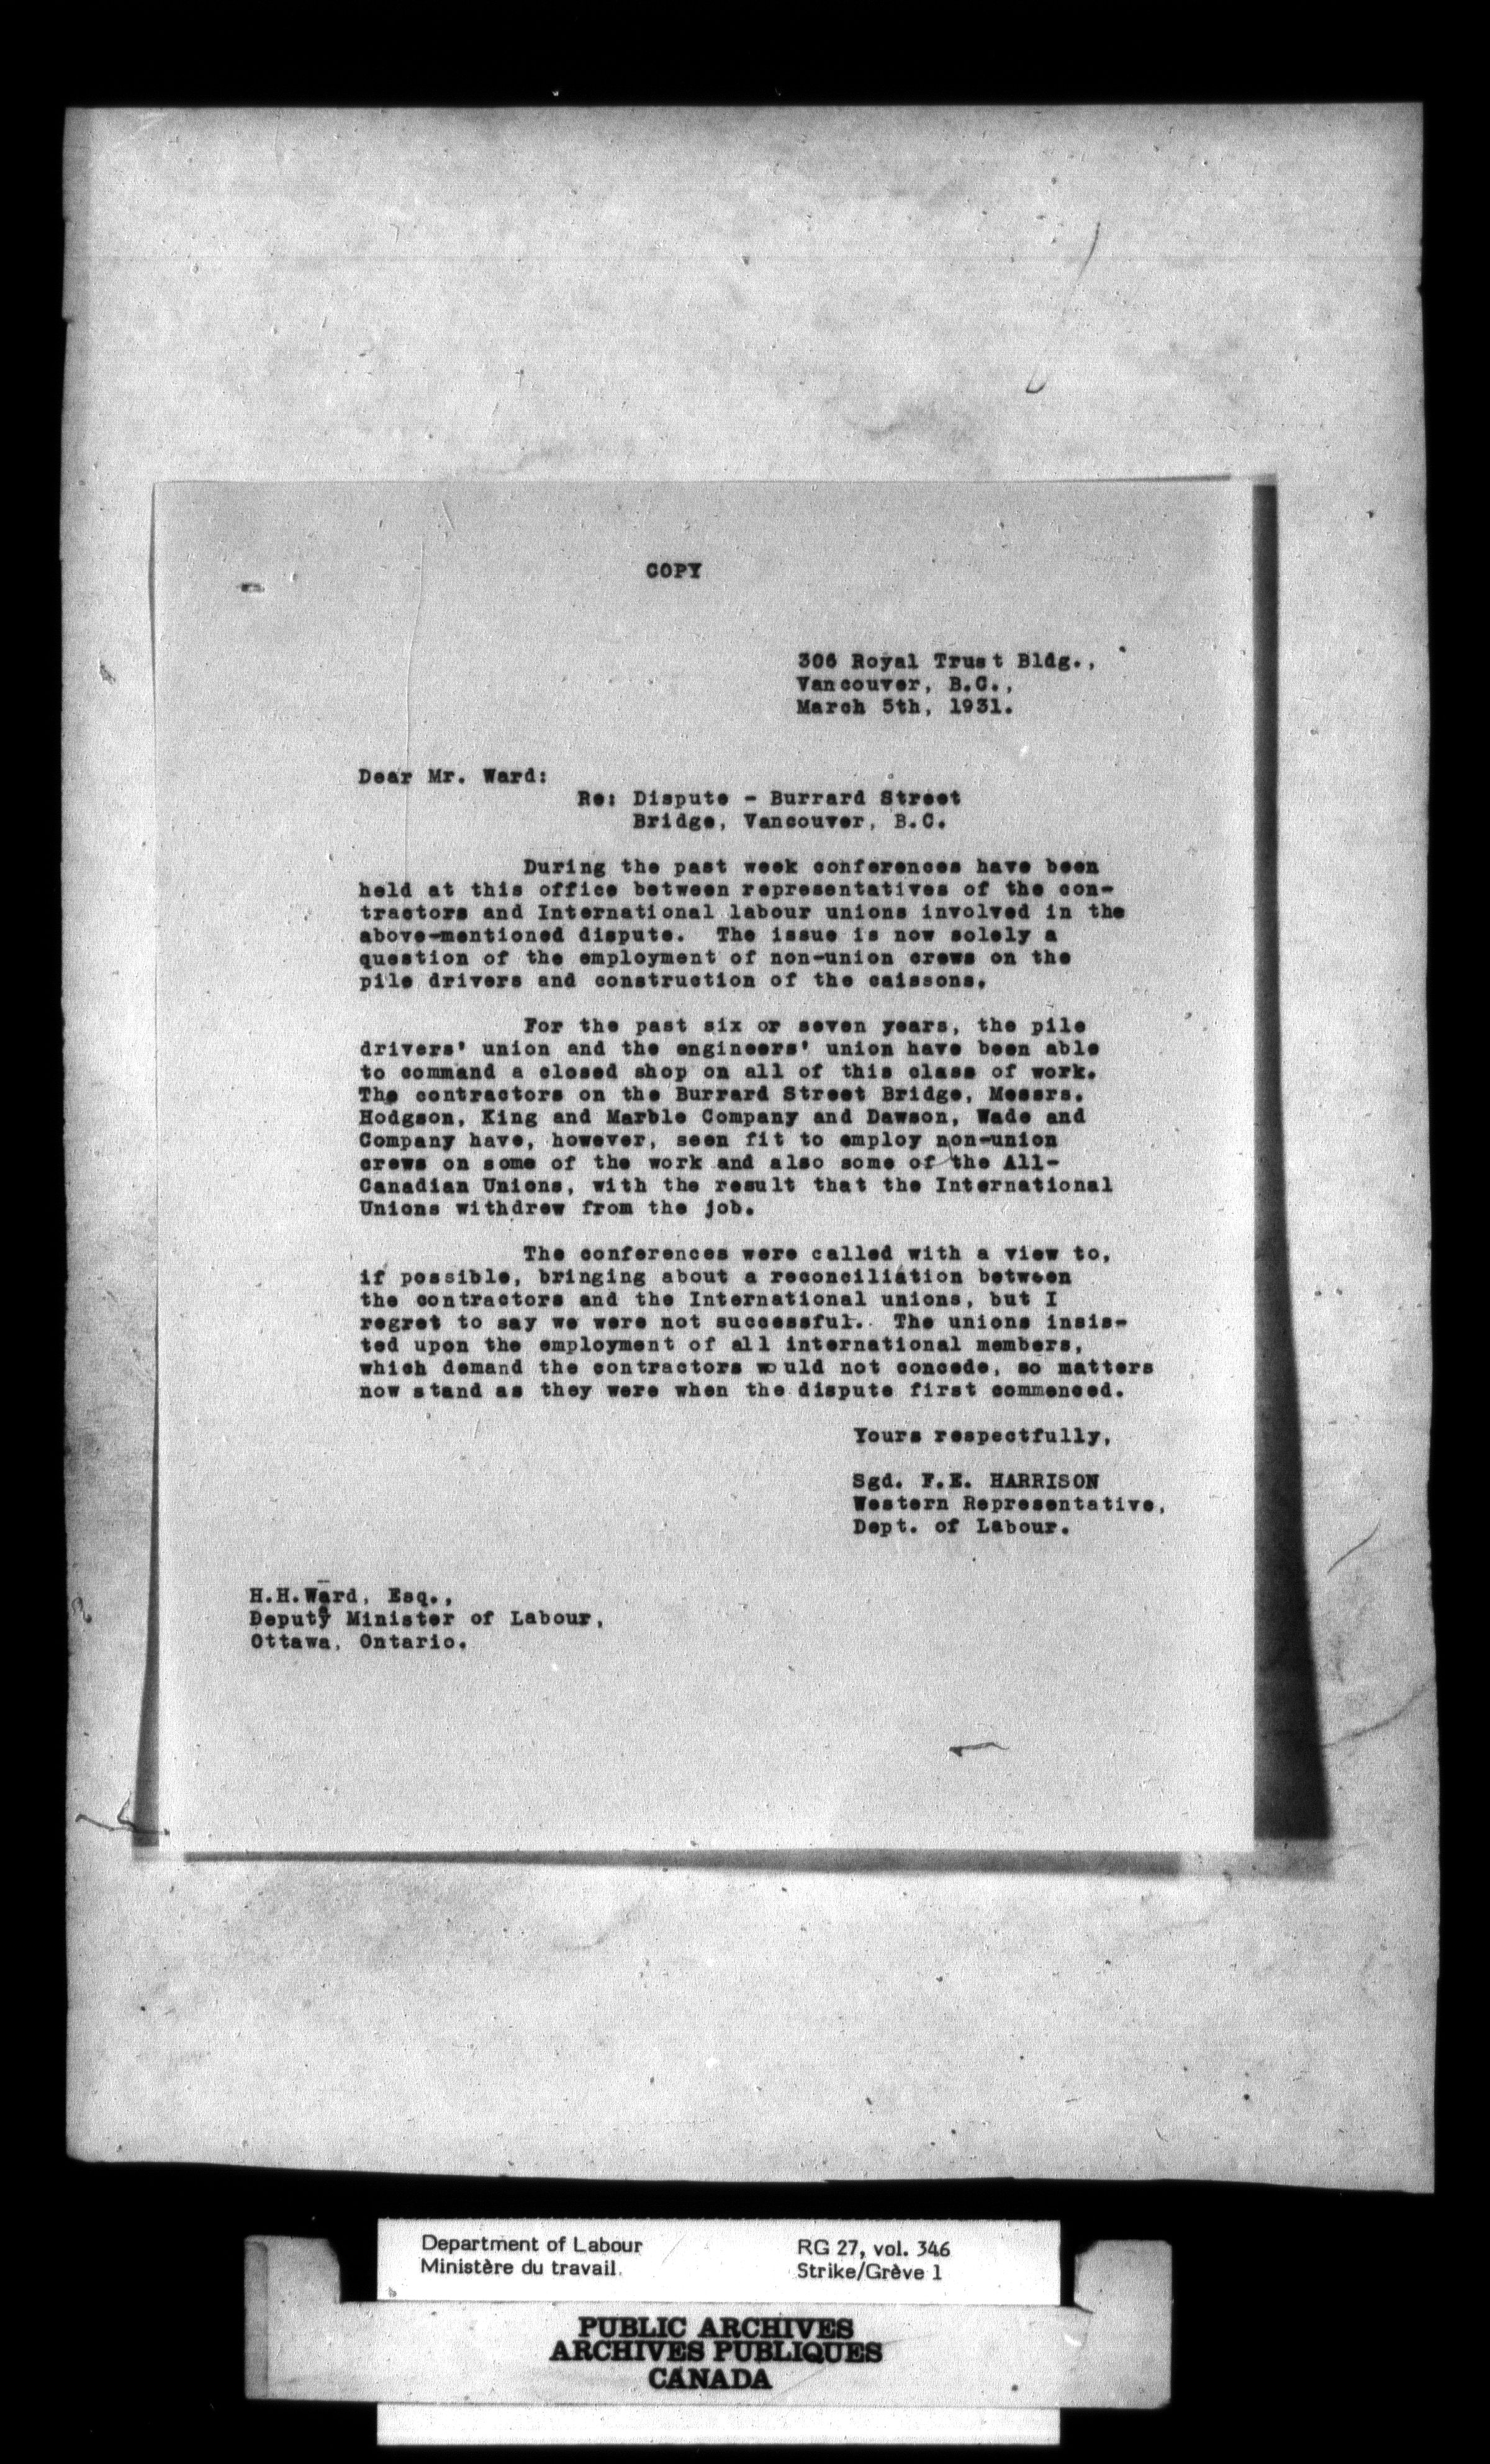 COPY
306 Royal Trust Bldg.,
Vancouver, B.C.,
March 5th, 1931.
Dear Mr. Ward:
Re: Dispute - Burrard Street
Bridge, Vancouver, B.C.
During the past week conferences have been
held at this office between representatives of the con-
tractors and International labour unions involved in the
above-mentioned dispute. The issue is now solely a
question of the employment of non-union crews on the
pile drivers and construction of the caissons.
For the past six or seven years, the pile
drivers' union and the engineers' union have been able
to command a closed shop on all of this class of work.
The contractors on the Burrard Street Bridge, Messrs.
Hodgson, King and Marble Company and Dawson, Wade and
Company have, however, seen fit to employ non-union
crews on some of the work and also some of the All-
Canadian Unions, with the result that the International
Unions withdrew from the job.
The conferences were called with a view to,
if possible, bringing about a reconciliation between
the contractors and the International unions, but I
regret to say we were not successful. The unions insis-
ted upon the employment of all international members,
which demand the contractors would not concede, so matters
now stand as they were when the dispute first commenced.
Yours respectfully,
Sgd. F.E. HARRISON
Western Representative,
Dept. of Labour.
H.H.Ward, Esq.,
Deputy Minister of Labour,
Ottawa, Ontario.
Department of Labour
Ministère du travail
RG 27, vol. 346
Strike/Grève 1
PUBLIC ARCHIVES
ARCHIVES PUBLIQUES
CANADA